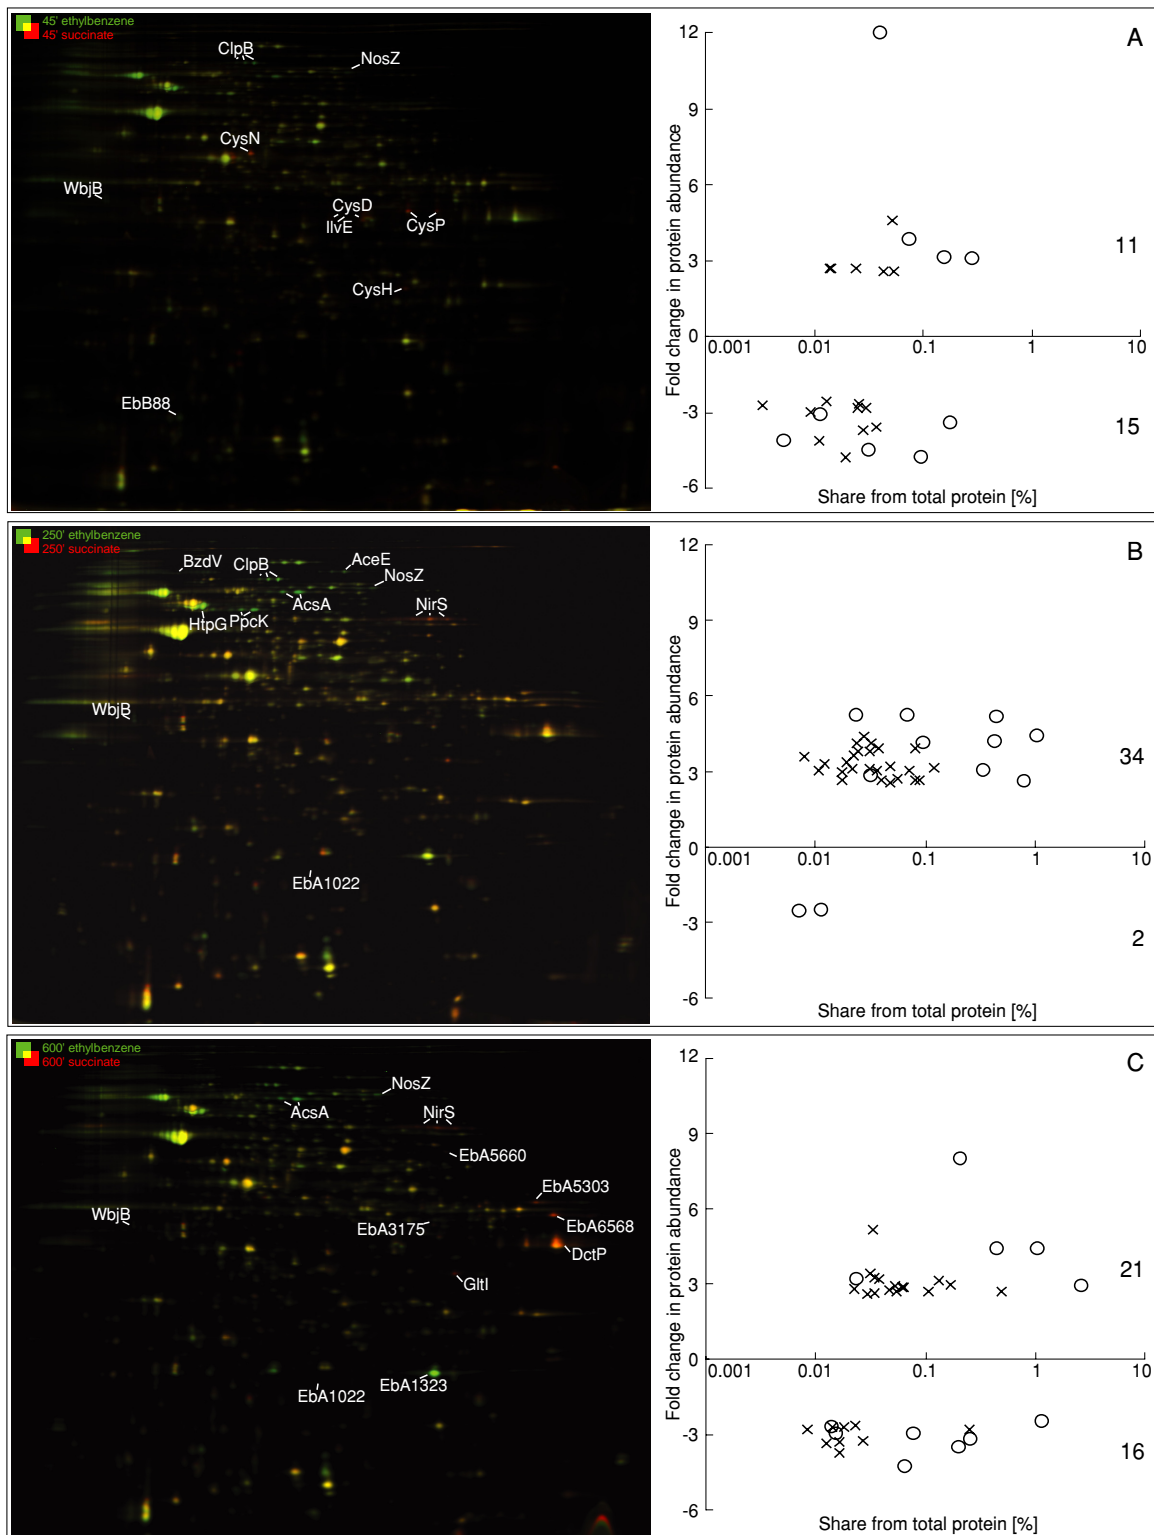 45' ethylbenzene
45' succinate
ClpB
NosZ
CysN
WbjB
CysD
IlvE
CysP
CysH
EbB88
A
12
9
6
3
0
-3
-6
0.001
0.01
0.1
1
10
11
15
Fold change in protein abundance
Share from total protein [%]
250' ethylbenzene
250' succinate
BzdV
ClpB
AceE
NosZ
AcsA
NirS
HtpG
PpcK
WbjB
EbA1022
B
12
9
6
3
0
-3
-6
0.001
0.01
0.1
1
10
34
2
Fold change in protein abundance
Share from total protein [%]
600' ethylbenzene
600' succinate
NosZ
AcsA
NirS
EbA5660
EbA5303
WbjB
EbA3175
EbA6568
DctP
GltI
EbA1323
EbA1022
C
12
9
6
3
0
-3
-6
0.001
0.01
0.1
1
10
21
16
Fold change in protein abundance
Share from total protein [%]